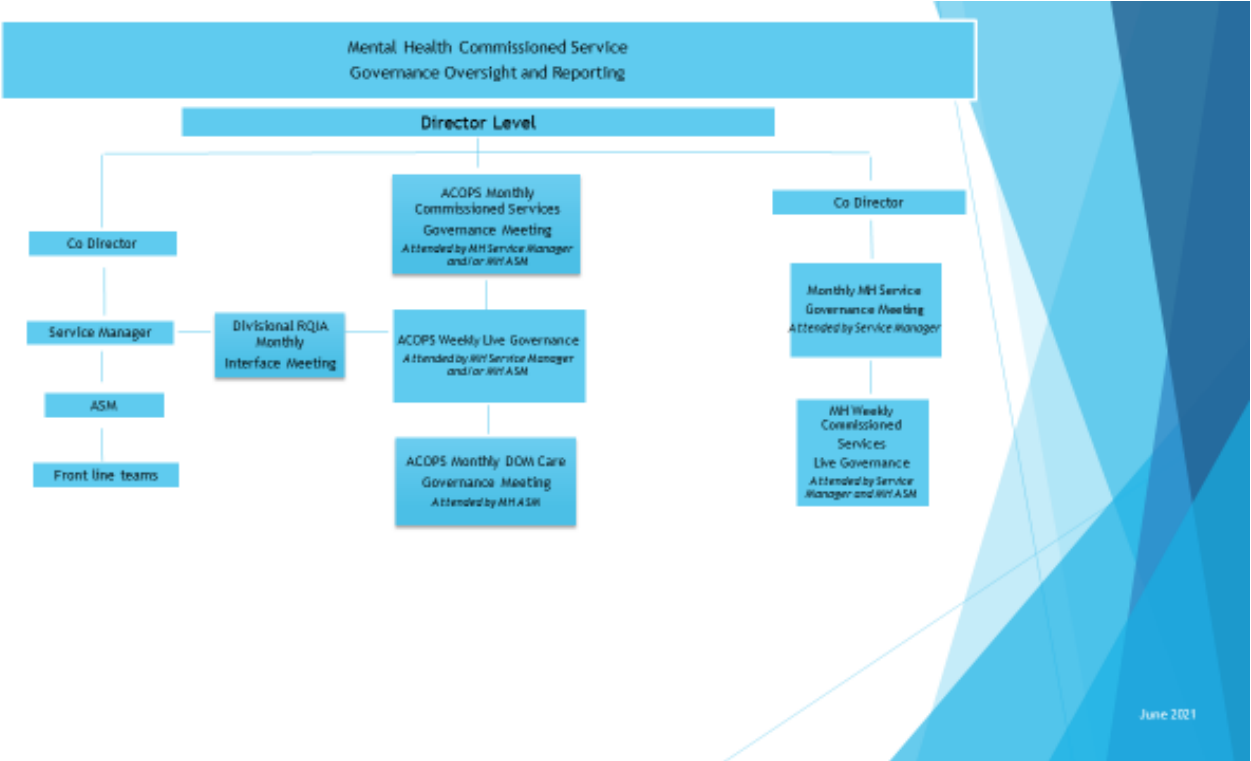 Mental Health Commissioned Service
Governance Oversight and Reporting
Director Level
Co Director
Service Manager
ASM
Front line teams
Divisional RQIA
Monthly
Interface Meeting
ACOPS Monthly
Commissioned Services
Governance Meeting
Attended by MH Service Manager
and/or MH ASM
ACOPS Weekly Live Governance
Attended by MH Service Manager
and/or MH ASM
ACOPS Monthly DOM Care
Governance Meeting
Attended by MH ASM
Co Director
Monthly MH Service
Governance Meeting
Attended by Service Manager
MH Weekly
Commissioned
Services
Live Governance
Attended by Service
Manager and MH ASM
June 2021